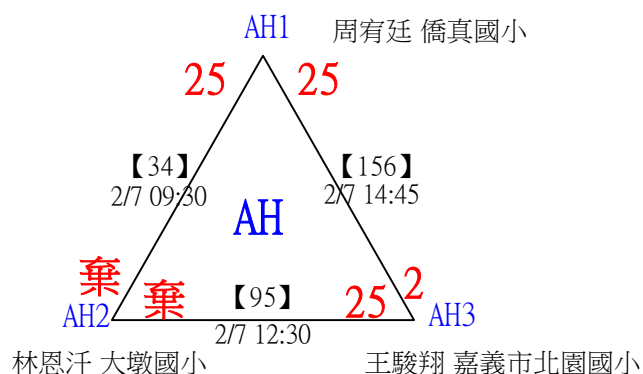 AH1 周宥廷 僑真國小
25 25
【34】 【156】
2/7 09:30 2/7 14:45
AH
棄 棄 【95】 25 2
AH2 2/7 12:30 AH3
林恩汘 大墩國小 王駿翔 嘉義市北園國小